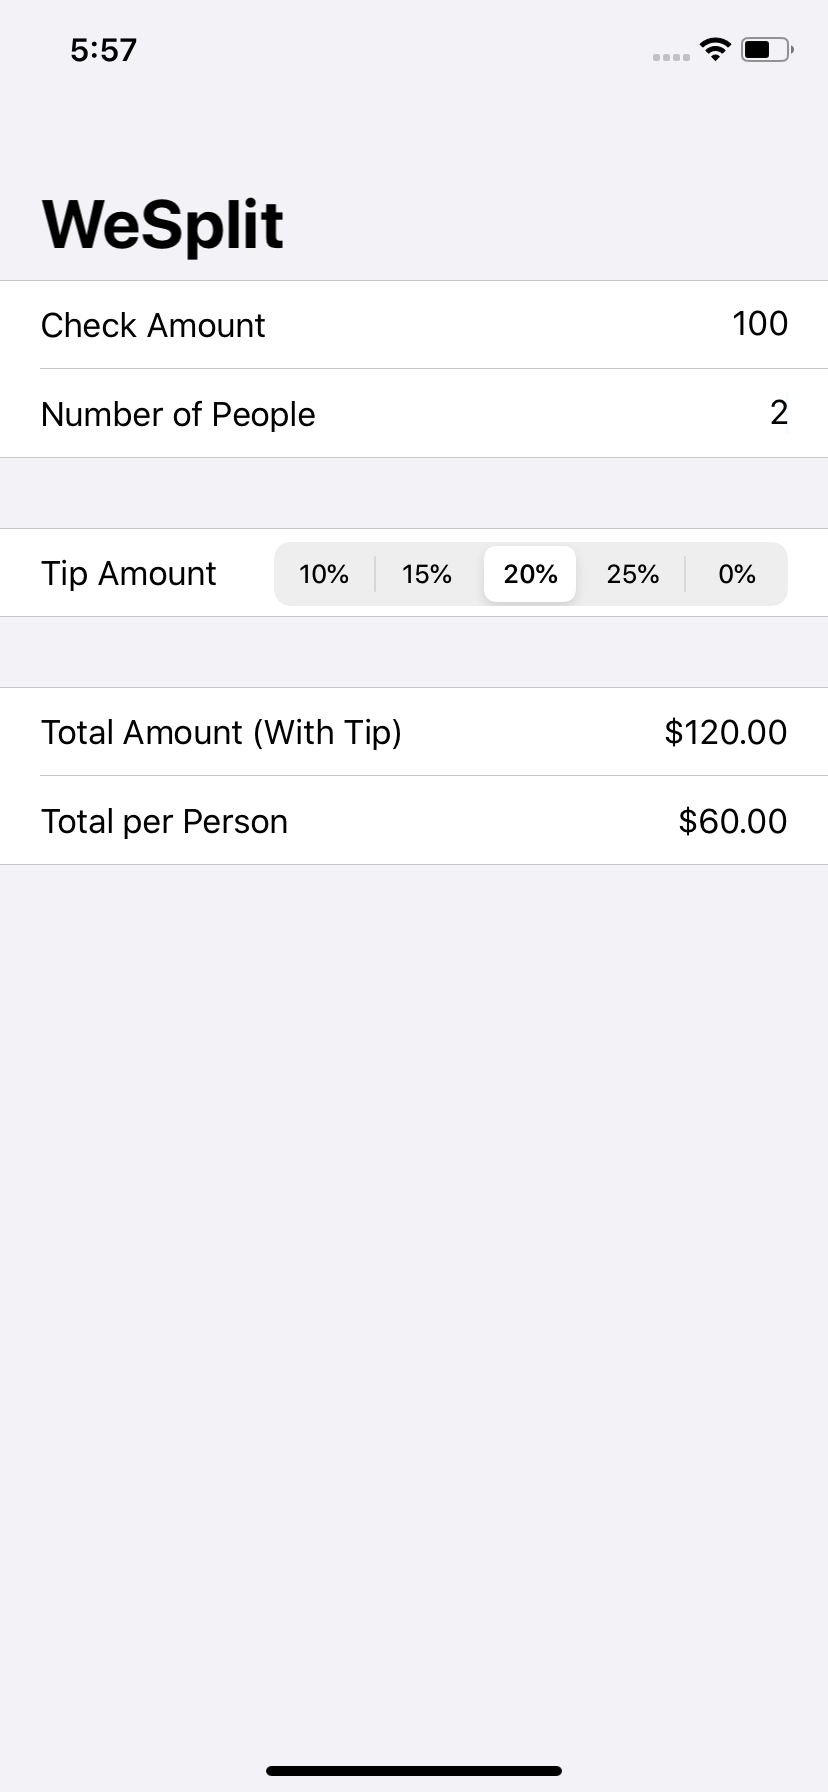 5:57
WeSplit
Check Amount 100
Number of People 2
Tip Amount 10% 15% 20% 25% 0%
Total Amount (With Tip) $120.00
Total per Person $60.00